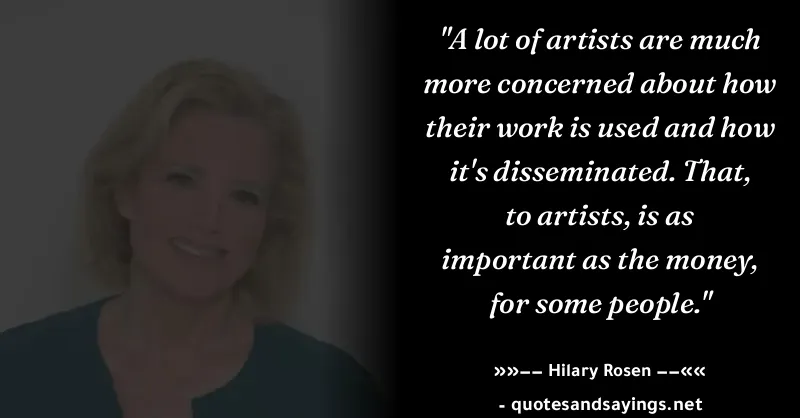 "A lot of artists are much
more concerned about how
their work is used and how
it's disseminated. That,
to artists, is as
important as the money,
for some people."
»»–– Hilary Rosen ––««
- quotesandsayings.net